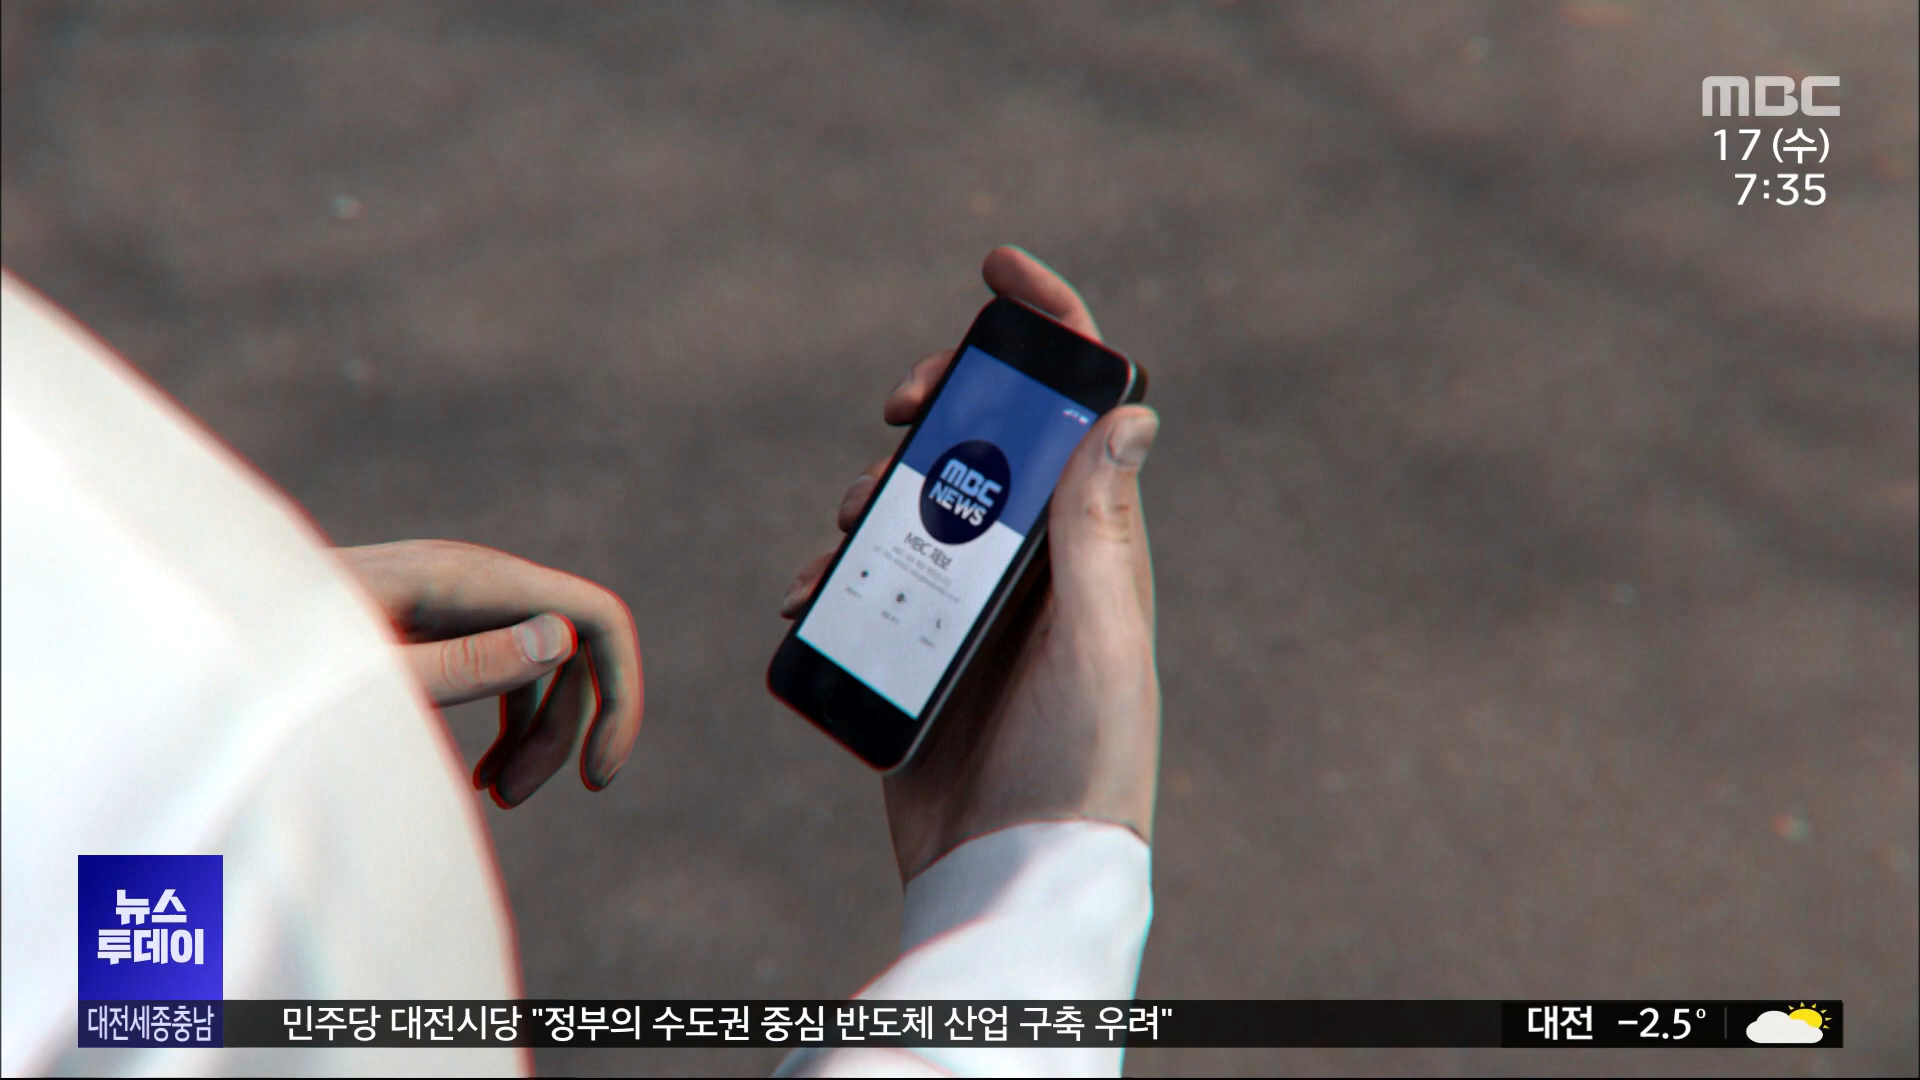 MBC
17 (수)
7:35
MBC
NEWS
MBC 제보
뉴스
투데이
대전세종충남
민주당 대전시당 "정부의 수도권 중심 반도체 산업 구축 우려"
대전 -2.5°